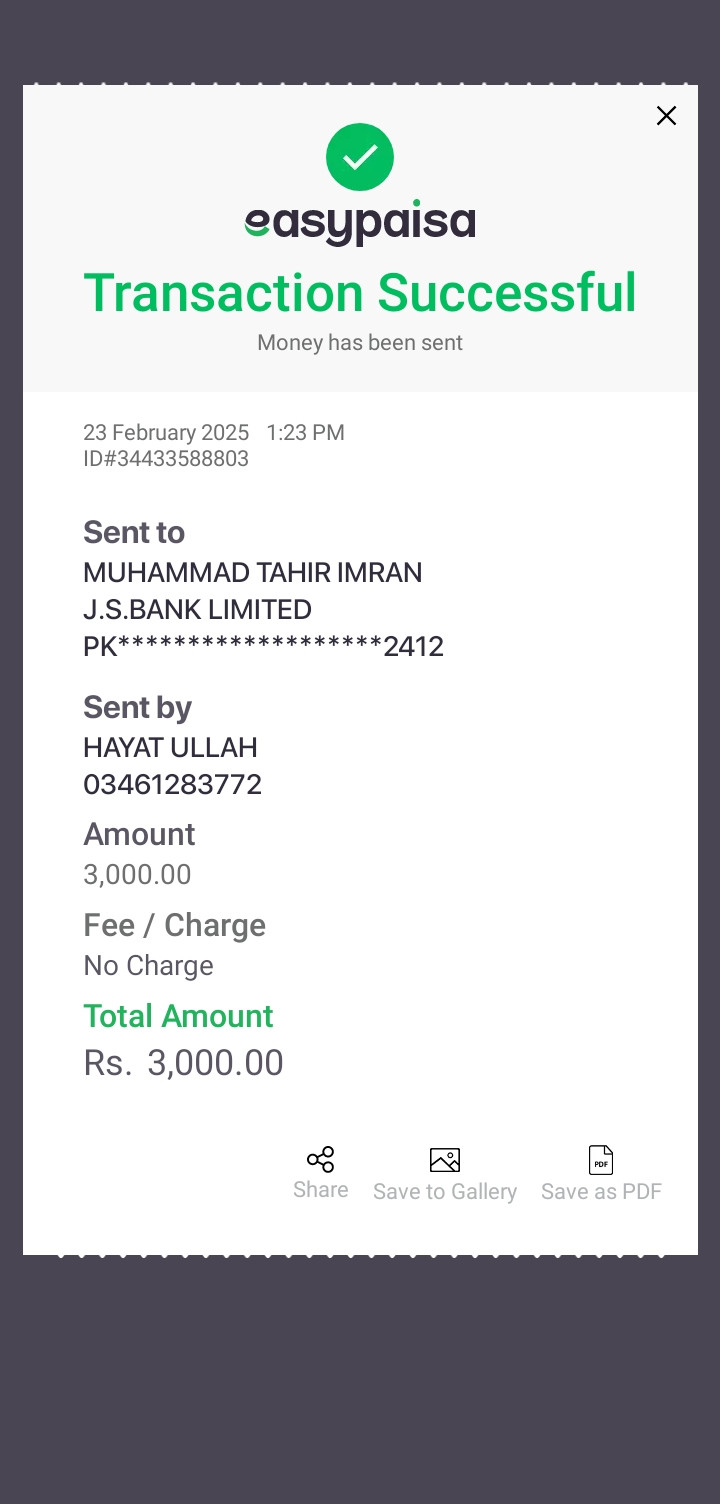 easypaisa
Transaction Successful
Money has been sent
23 February 2025 1:23 PM
ID#34433588803
Sent to
MUHAMMAD TAHIR IMRAN
J.S.BANK LIMITED
PK*******************2412
Sent by
HAYAT ULLAH
03461283772
Amount
3,000.00
Fee / Charge
No Charge
Total Amount
Rs. 3,000.00
PDF
Share Save to Gallery Save as PDF